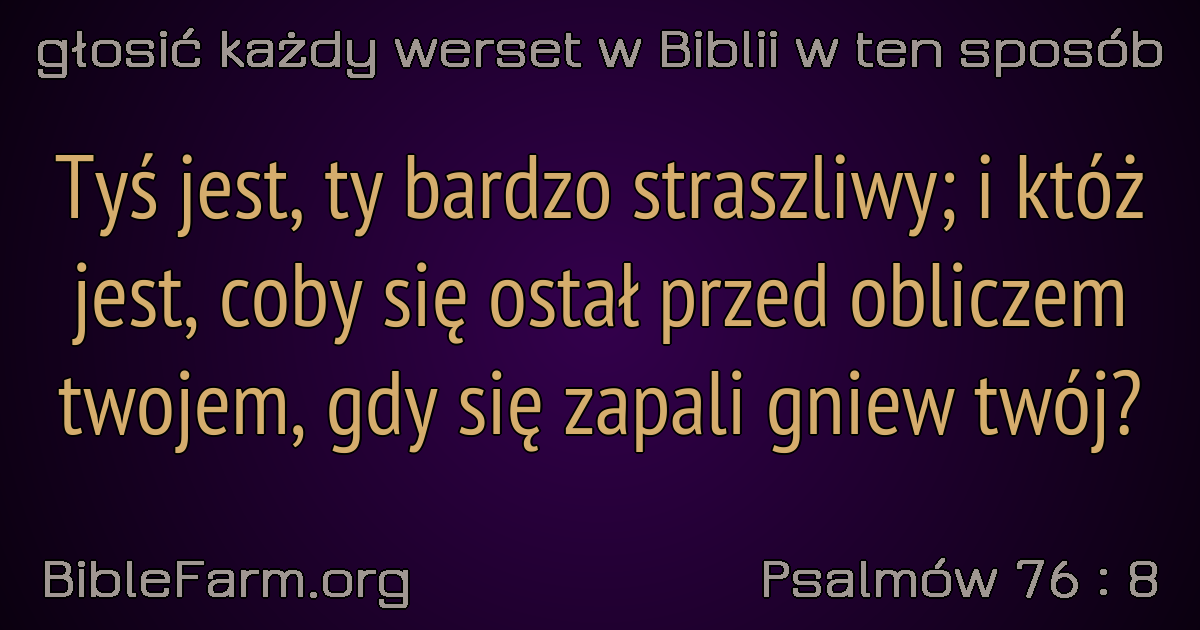 głosić każdy werset w Biblii w ten sposób
Tyś jest, ty bardzo straszliwy; i któż
jest, coby się ostał przed obliczem
twojem, gdy się zapali gniew twój?
BibleFarm.org
Psalmów 76 : 8